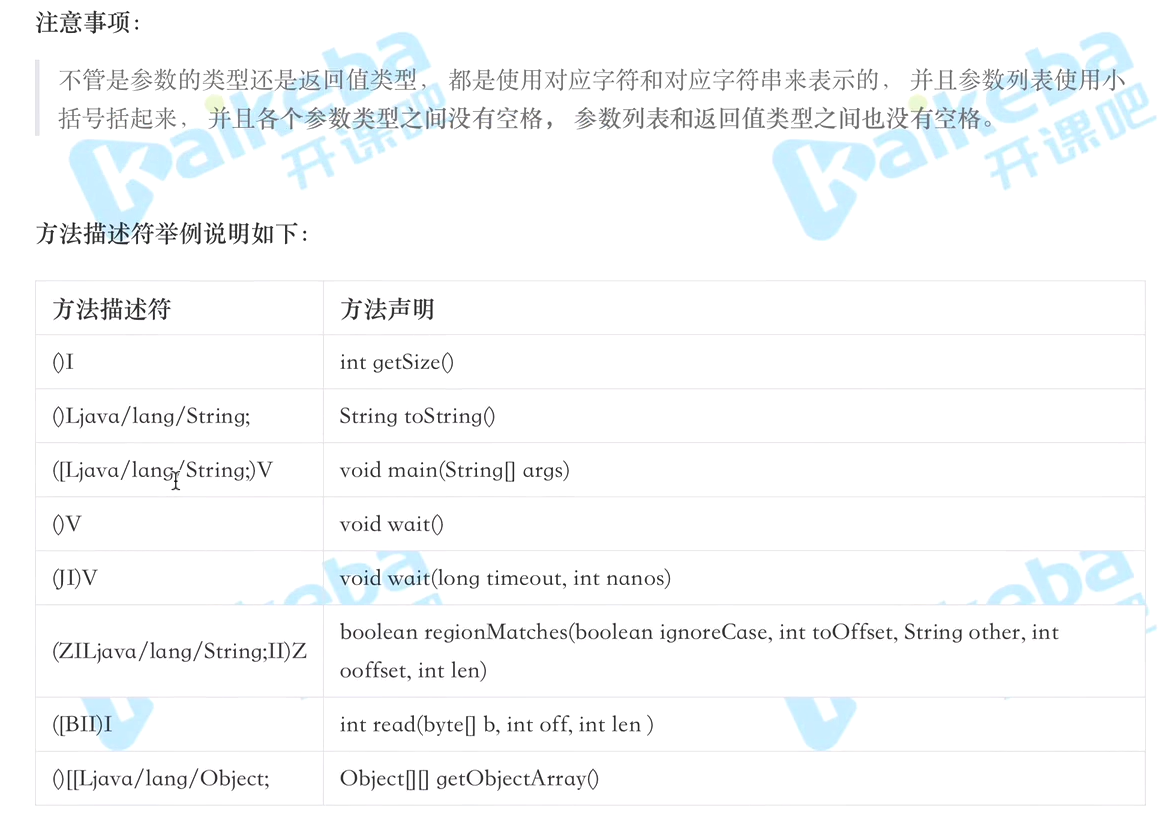 注意事项：
不管是参数的类型还是返回值类型， 都是使用对应字符和对应字符串来表示的， 并且参数列表使用小
括号括起来， 并且各个参数类型之间没有空格， 参数列表和返回值类型之间也没有空格。
Kaikeba
开课吧
Kaikeba
开课吧
方法描述符举例说明如下：
方法描述符 方法声明
()I int getSize()
()Ljava/lang/String; String toString()
([Ljava/lang/String;)V void main(String[] args)
()V void wait()
(JI)V void wait(long timeout, int nanos)
(ZILjava/lang/String;II)Z boolean regionMatches(boolean ignoreCase, int toOffset, String other, int
ooffset, int len)
([BII)I int read(byte[] b, int off, int len )
()[[Ljava/lang/Object; Object[][] getObjectArray()